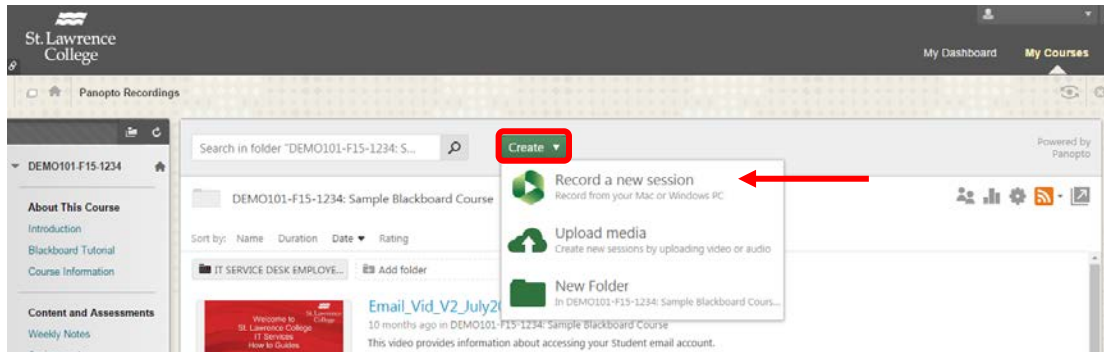 St. Lawrence
College
My Dashboard My Courses
Panopto Recordings
Search in folder "DEMO101-F15-1234: S...
Create
Powered by
Panopto
DEMO101-F15-1234
Record a new session
Record from your Mac or Windows PC
DEMO101-F15-1234: Sample Blackboard Course
About This Course
Introduction
Blackboard Tutorial
Course Information
Upload media
Create new sessions by uploading video or audio
Sort by: Name Duration Date Rating
IT SERVICE DESK EMPLOYE... Add folder
New Folder
In DEMO101-F15-1234: Sample Blackboard Cours...
Content and Assessments
Weekly Notes
Welcome to
St. Lawrence College
IT Services
How to Guides
St. Lawrence
College
Email_Vid_V2_July20
10 months ago in DEMO101-F15-1234: Sample Blackboard Course
This video provides information about accessing your Student email account.